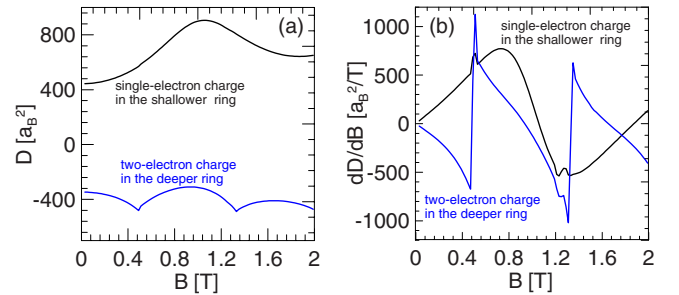 (a)
800
400
0
-400
D [a_B^2]
single-electron charge
in the shallower ring
two-electron charge
in the deeper ring
0 0.4 0.8 1.2 1.6 2
B [T]
(b)
1000
500
0
-500
-1000
dD/dB [a_B^2/T]
single-electron charge
in the shallower ring
two-electron charge
in the deeper ring
0 0.4 0.8 1.2 1.6 2
B [T]